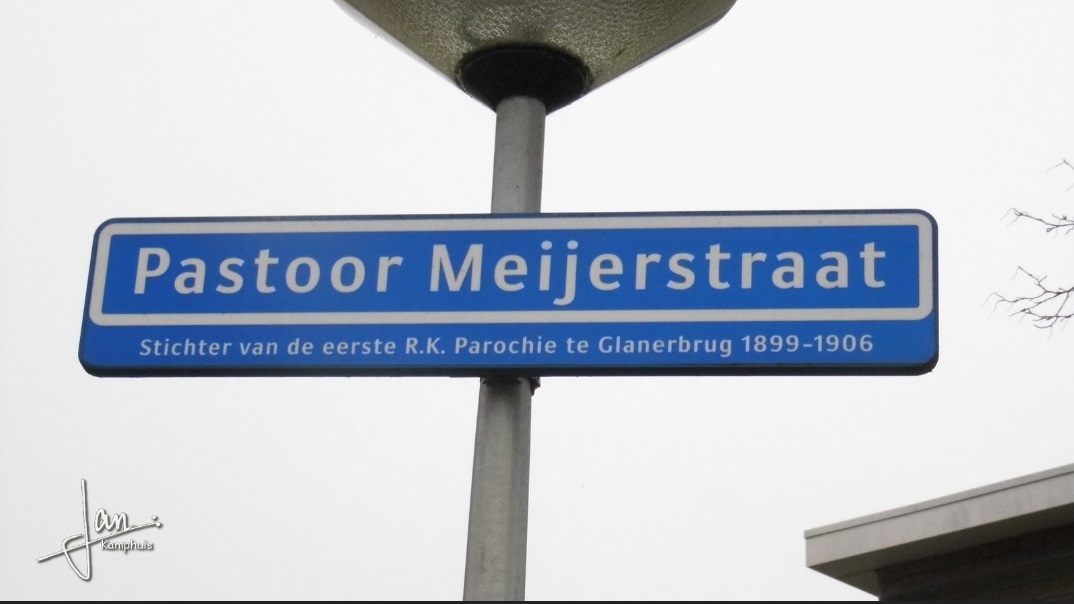 Pastoor Meijerstraat
Stichter van de eerste R.K. Parochie te Glanerbrug 1899-1906
Jan
Kamphuis